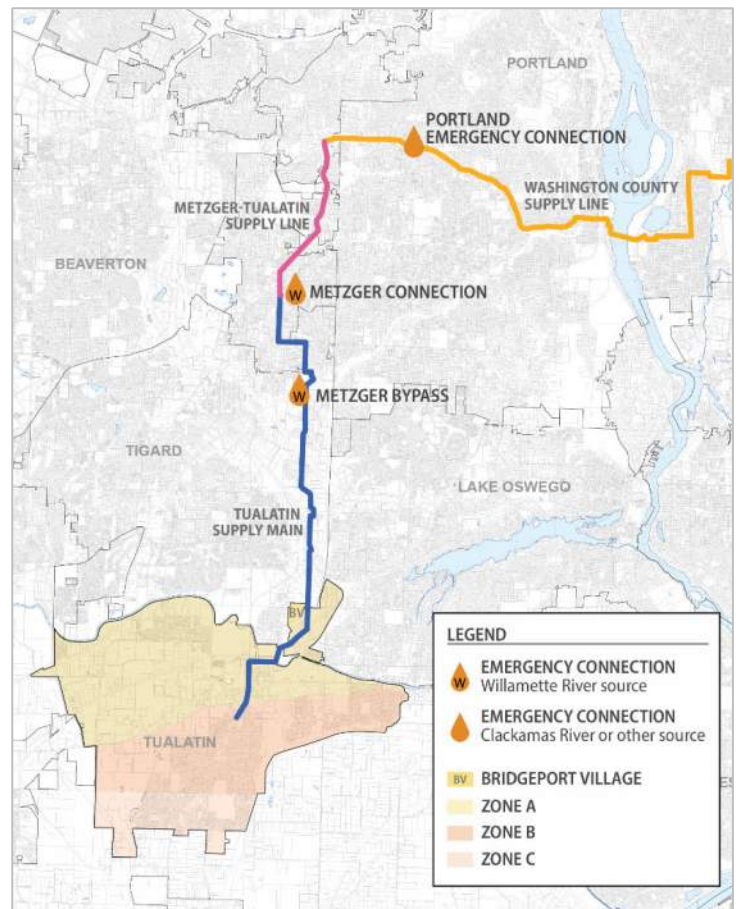 PORTLAND
PORTLAND
EMERGENCY CONNECTION
WASHINGTON COUNTY
SUPPLY LINE
METZGER-TUALATIN
SUPPLY LINE
BEAVERTON
W METZGER CONNECTION
W METZGER BYPASS
TIGARD
LAKE OSWEGO
TUALATIN
SUPPLY MAIN
BV
TUALATIN
LEGEND
W EMERGENCY CONNECTION
Willamette River source
EMERGENCY CONNECTION
Clackamas River or other source
BV BRIDGEPORT VILLAGE
ZONE A
ZONE B
ZONE C